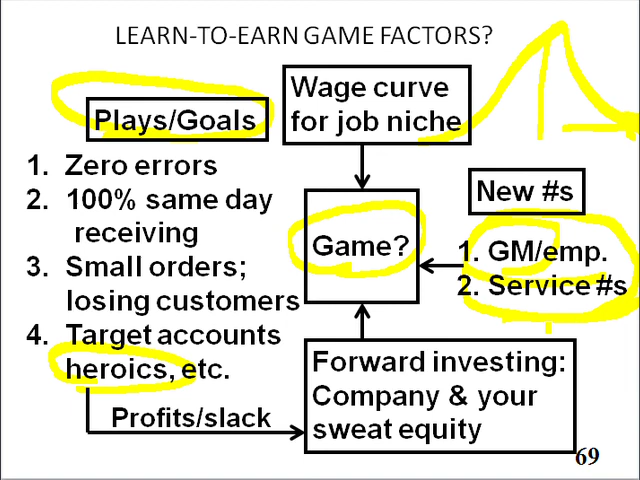 LEARN-TO-EARN GAME FACTORS?
Wage curve
for job niche
Plays/Goals
1. Zero errors
2. 100% same day
receiving
3. Small orders;
losing customers
4. Target accounts
heroics, etc.
Profits/slack
Game?
New #s
1. GM/emp.
2. Service #s
Forward investing:
Company & your
sweat equity
69